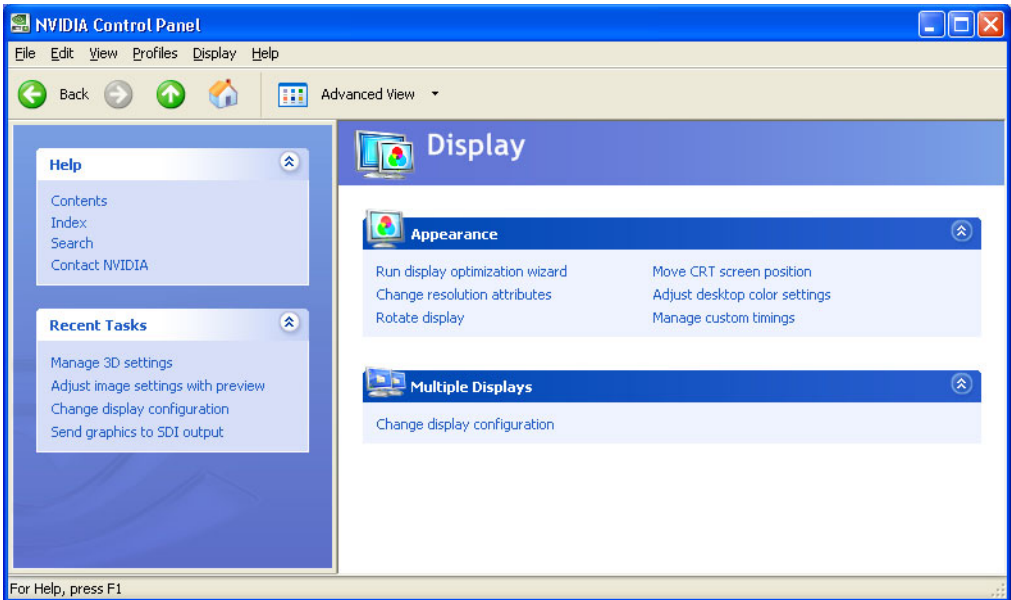 NVIDIA Control Panel
File Edit View Profiles Display Help
Back Advanced View
Help
Contents
Index
Search
Contact NVIDIA
Recent Tasks
Manage 3D settings
Adjust image settings with preview
Change display configuration
Send graphics to SDI output
Display
Appearance
Run display optimization wizard Move CRT screen position
Change resolution attributes Adjust desktop color settings
Rotate display Manage custom timings
Multiple Displays
Change display configuration
For Help, press F1